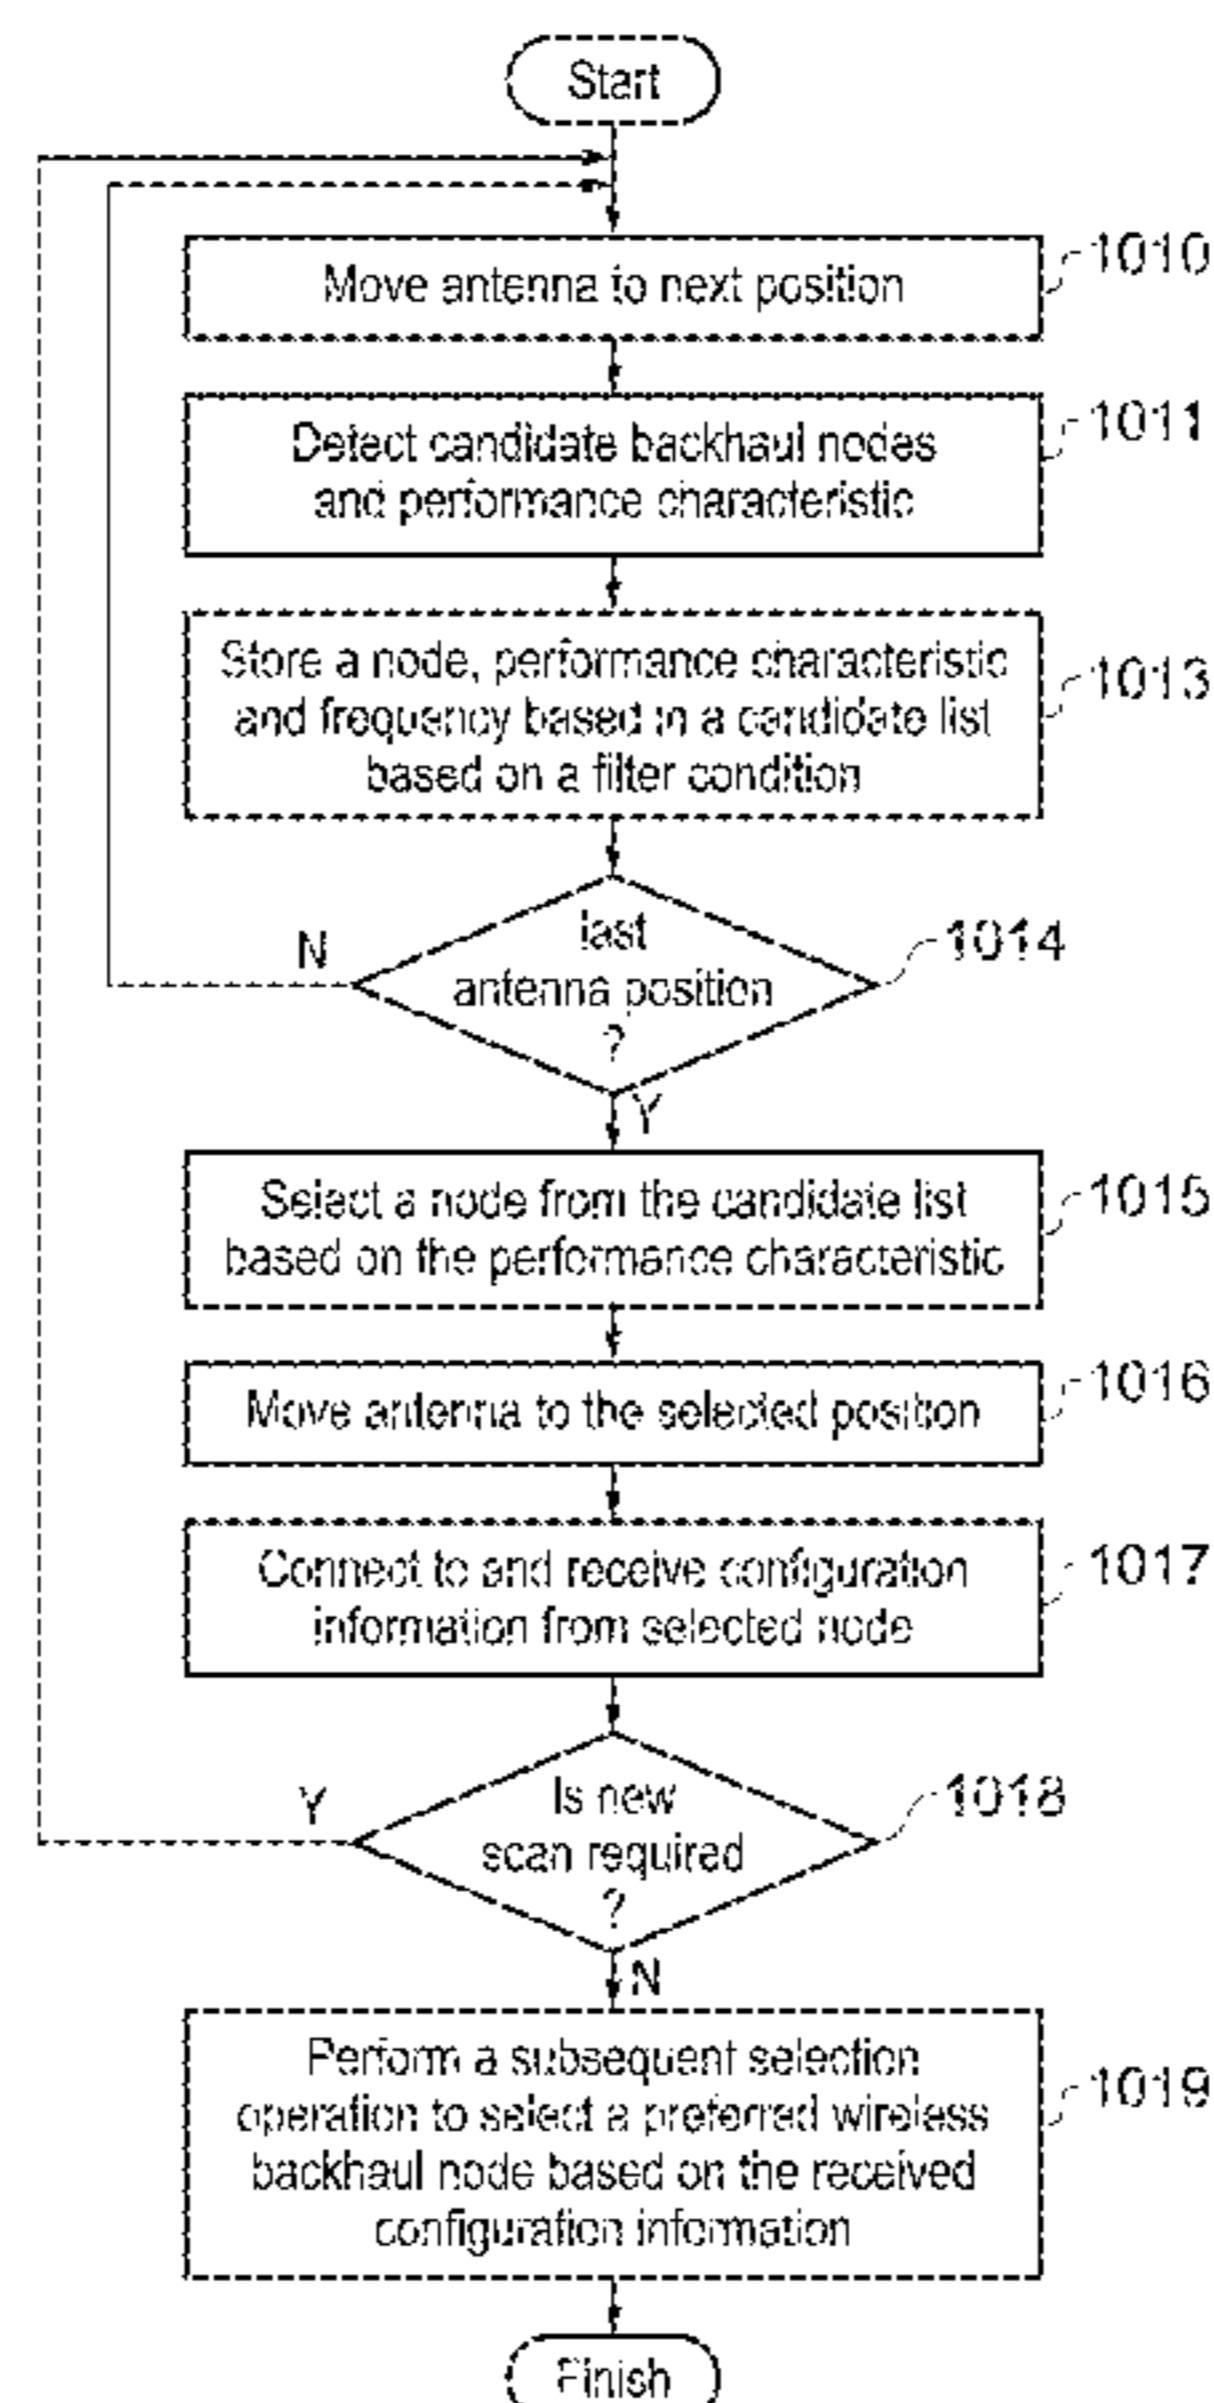 Start
Move antenna to next position
1010
Detect candidate backhaul nodes
and performance characteristic
1011
Store a node, performance characteristic
and frequency based in a candidate list
based on a filter condition
1013
last
antenna position
?
1014
N
Y
Select a node from the candidate list
based on the performance characteristic
1015
Move antenna to the selected position
1016
Connect to and receive configuration
information from selected node
1017
Is new
scan required
?
1018
Y
N
Perform a subsequent selection
operation to select a preferred wireless
backhaul node based on the received
configuration information
1019
Finish